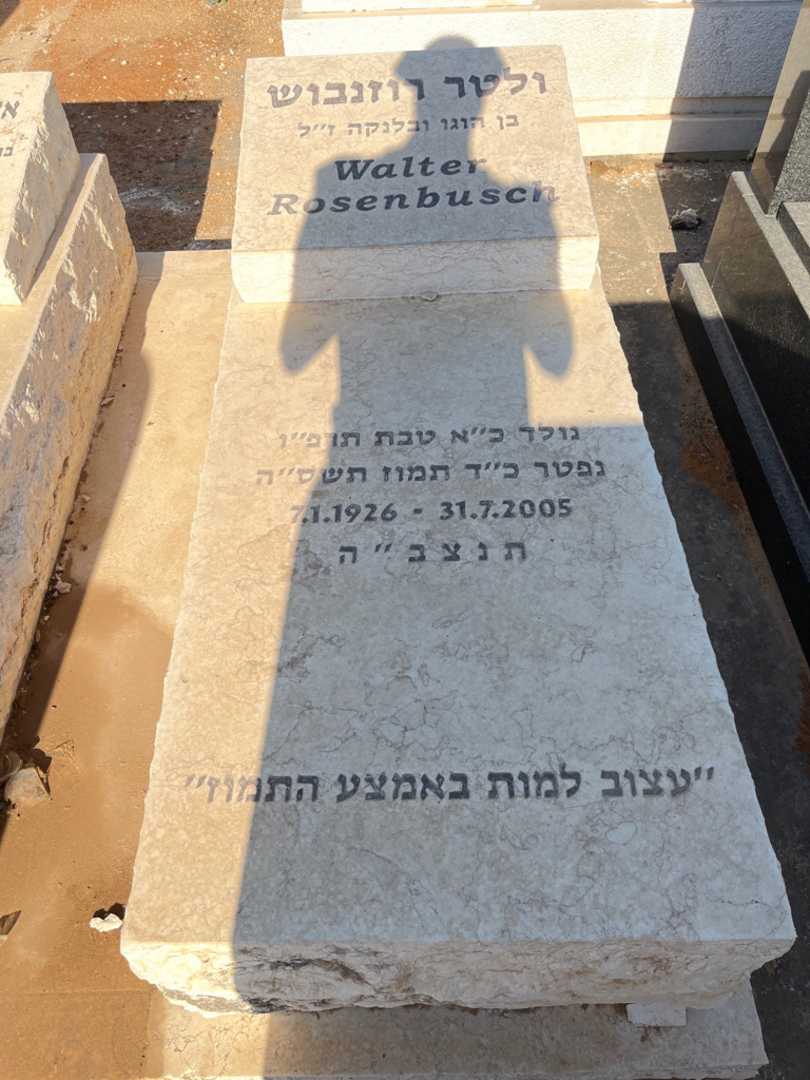 ולטר רוזנבוש
בן הוגו ובלנקה ז״ל
Walter
Rosenbusch
נולד כ״א טבת תרפ״ו
נפטר כ״ד תמוז תשס״ה
7.1.1926 - 31.7.2005
ת נ צ ב ״ ה
״עצוב למות באמצע התמוז״